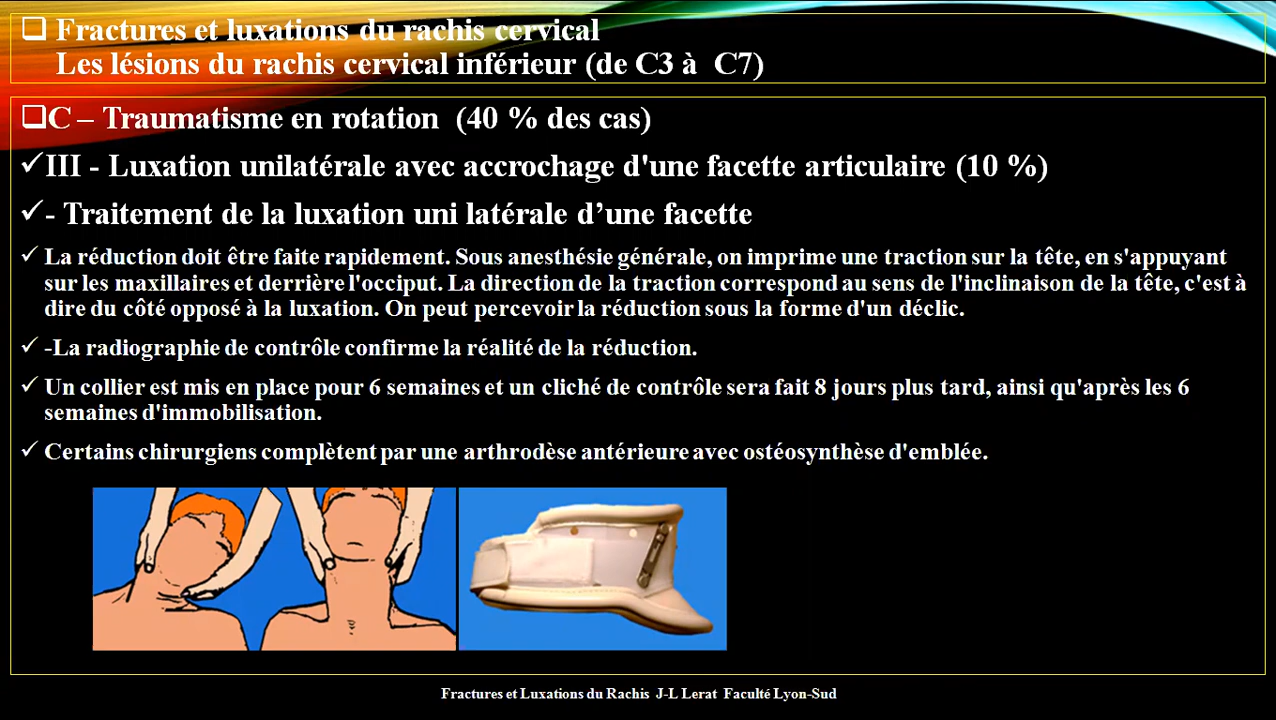 ❑ Fractures et luxations du rachis cervical
Les lésions du rachis cervical inférieur (de C3 à C7)
❑C – Traumatisme en rotation (40 % des cas)
✓III - Luxation unilatérale avec accrochage d'une facette articulaire (10 %)
✓- Traitement de la luxation uni latérale d’une facette
✓ La réduction doit être faite rapidement. Sous anesthésie générale, on imprime une traction sur la tête, en s'appuyant
sur les maxillaires et derrière l'occiput. La direction de la traction correspond au sens de l'inclinaison de la tête, c'est à
dire du côté opposé à la luxation. On peut percevoir la réduction sous la forme d'un déclic.
✓ -La radiographie de contrôle confirme la réalité de la réduction.
✓ Un collier est mis en place pour 6 semaines et un cliché de contrôle sera fait 8 jours plus tard, ainsi qu'après les 6
semaines d'immobilisation.
✓ Certains chirurgiens complètent par une arthrodèse antérieure avec ostéosynthèse d'emblée.
Fractures et Luxations du Rachis J-L Lerat Faculté Lyon-Sud